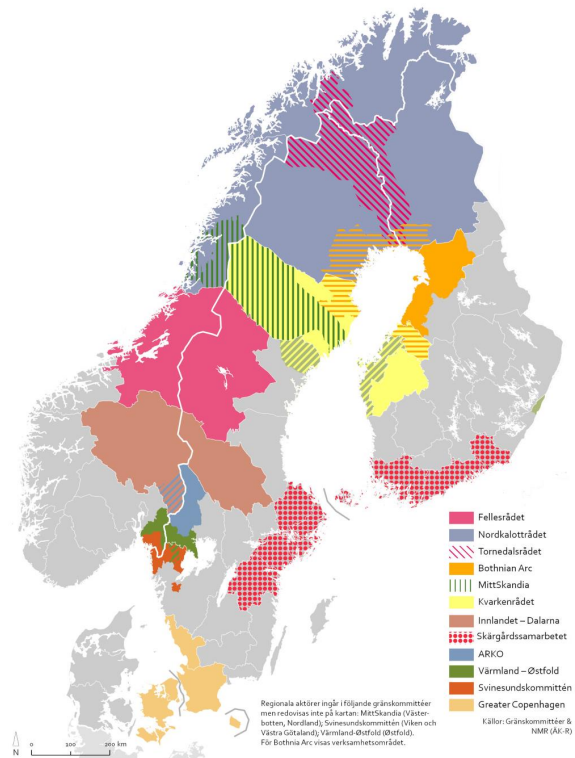 Fellesrådet
Nordkalottrådet
Tornedalsrådet
Bothnian Arc
MittSkandia
Kvarkenrådet
Innlandet – Dalarna
Skärgårdssamarbetet
ARKO
Värmland – Østfold
Svinesundskommittén
Greater Copenhagen
Regionala aktörer ingår i följande gränskommittéer
men redovisas inte på kartan: MittSkandia (Väster-
botten, Nordland); Svinesundskommittén (Viken och
Västra Götaland); Värmland-Østfold (Østfold).
För Bothnia Arc visas verksamhetsområdet.
Källor: Gränskommittéer &
NMR (ÄK-R)
N
0 100 200 km